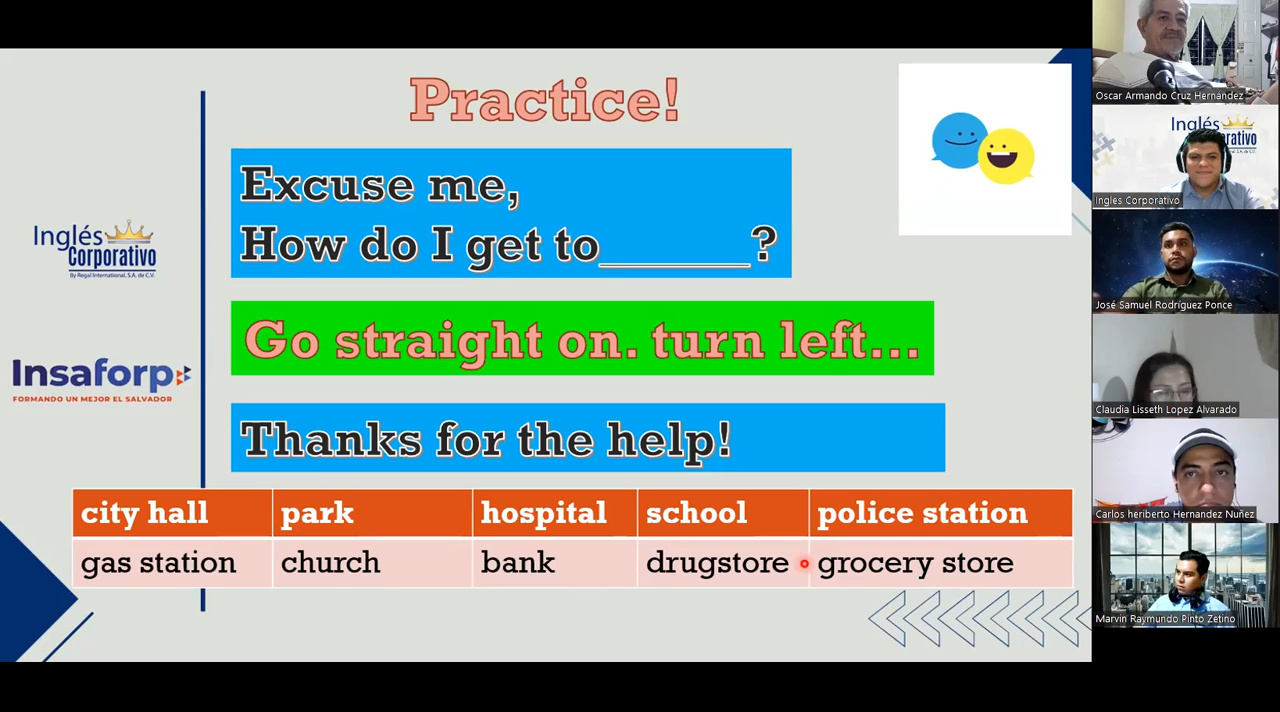 Practice!
Excuse me,
How do I get to______?
Go straight on. turn left...
Thanks for the help!
city hall park hospital school police station
gas station church bank drugstore grocery store
Inglés
Corporativo
By Regal International, S.A. de C.V.
Insaforp
FORMANDO UN MEJOR EL SALVADOR
Oscar Armando Cruz Hernández
Inglés
Corporativo
Ingles Corporativo
José Samuel Rodríguez Ponce
Claudia Lisseth Lopez Alvarado
Carlos heriberto Hernandez Nuñez
Marvin Raymundo Pinto Zetino